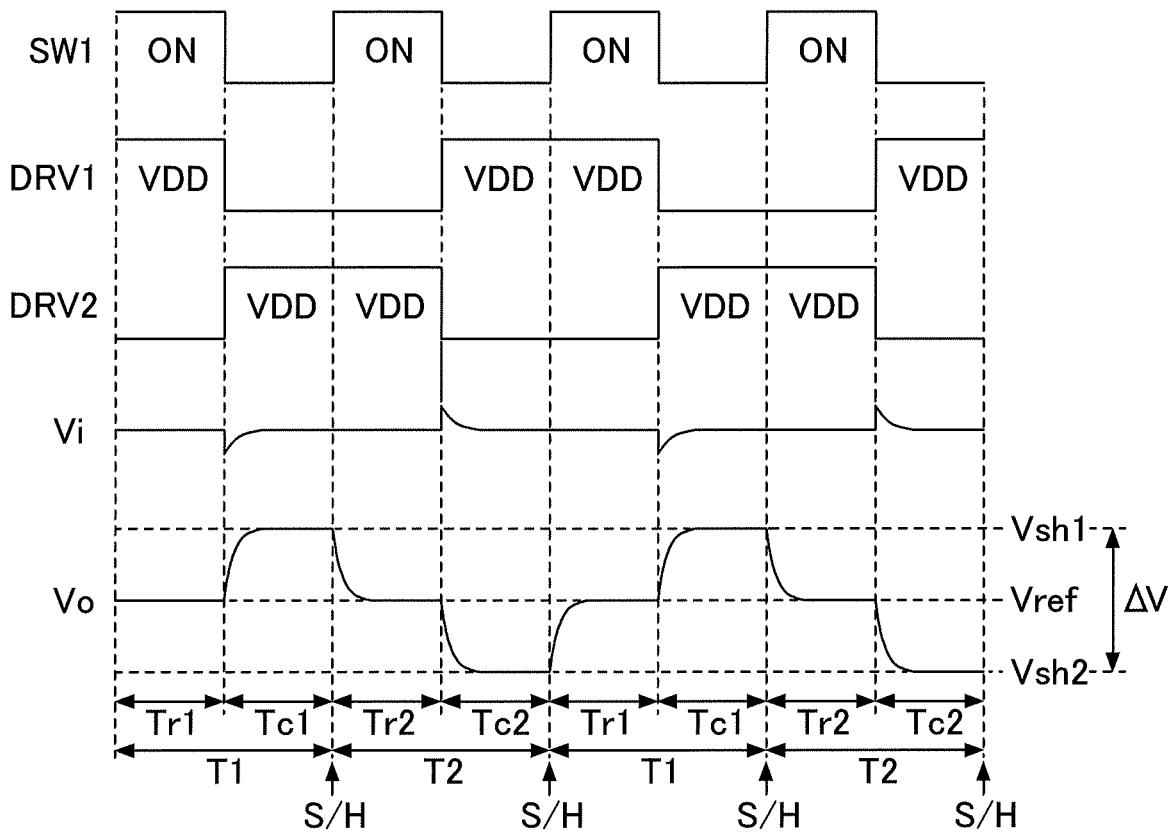 SW1 ON ON ON ON
DRV1 VDD VDD VDD VDD
DRV2 VDD VDD VDD VDD
Vi
Vsh1
Vo Vref ΔV
Vsh2
Tr1 Tc1 Tr2 Tc2 Tr1 Tc1 Tr2 Tc2
T1 T2 T1 T2
S/H S/H S/H S/H